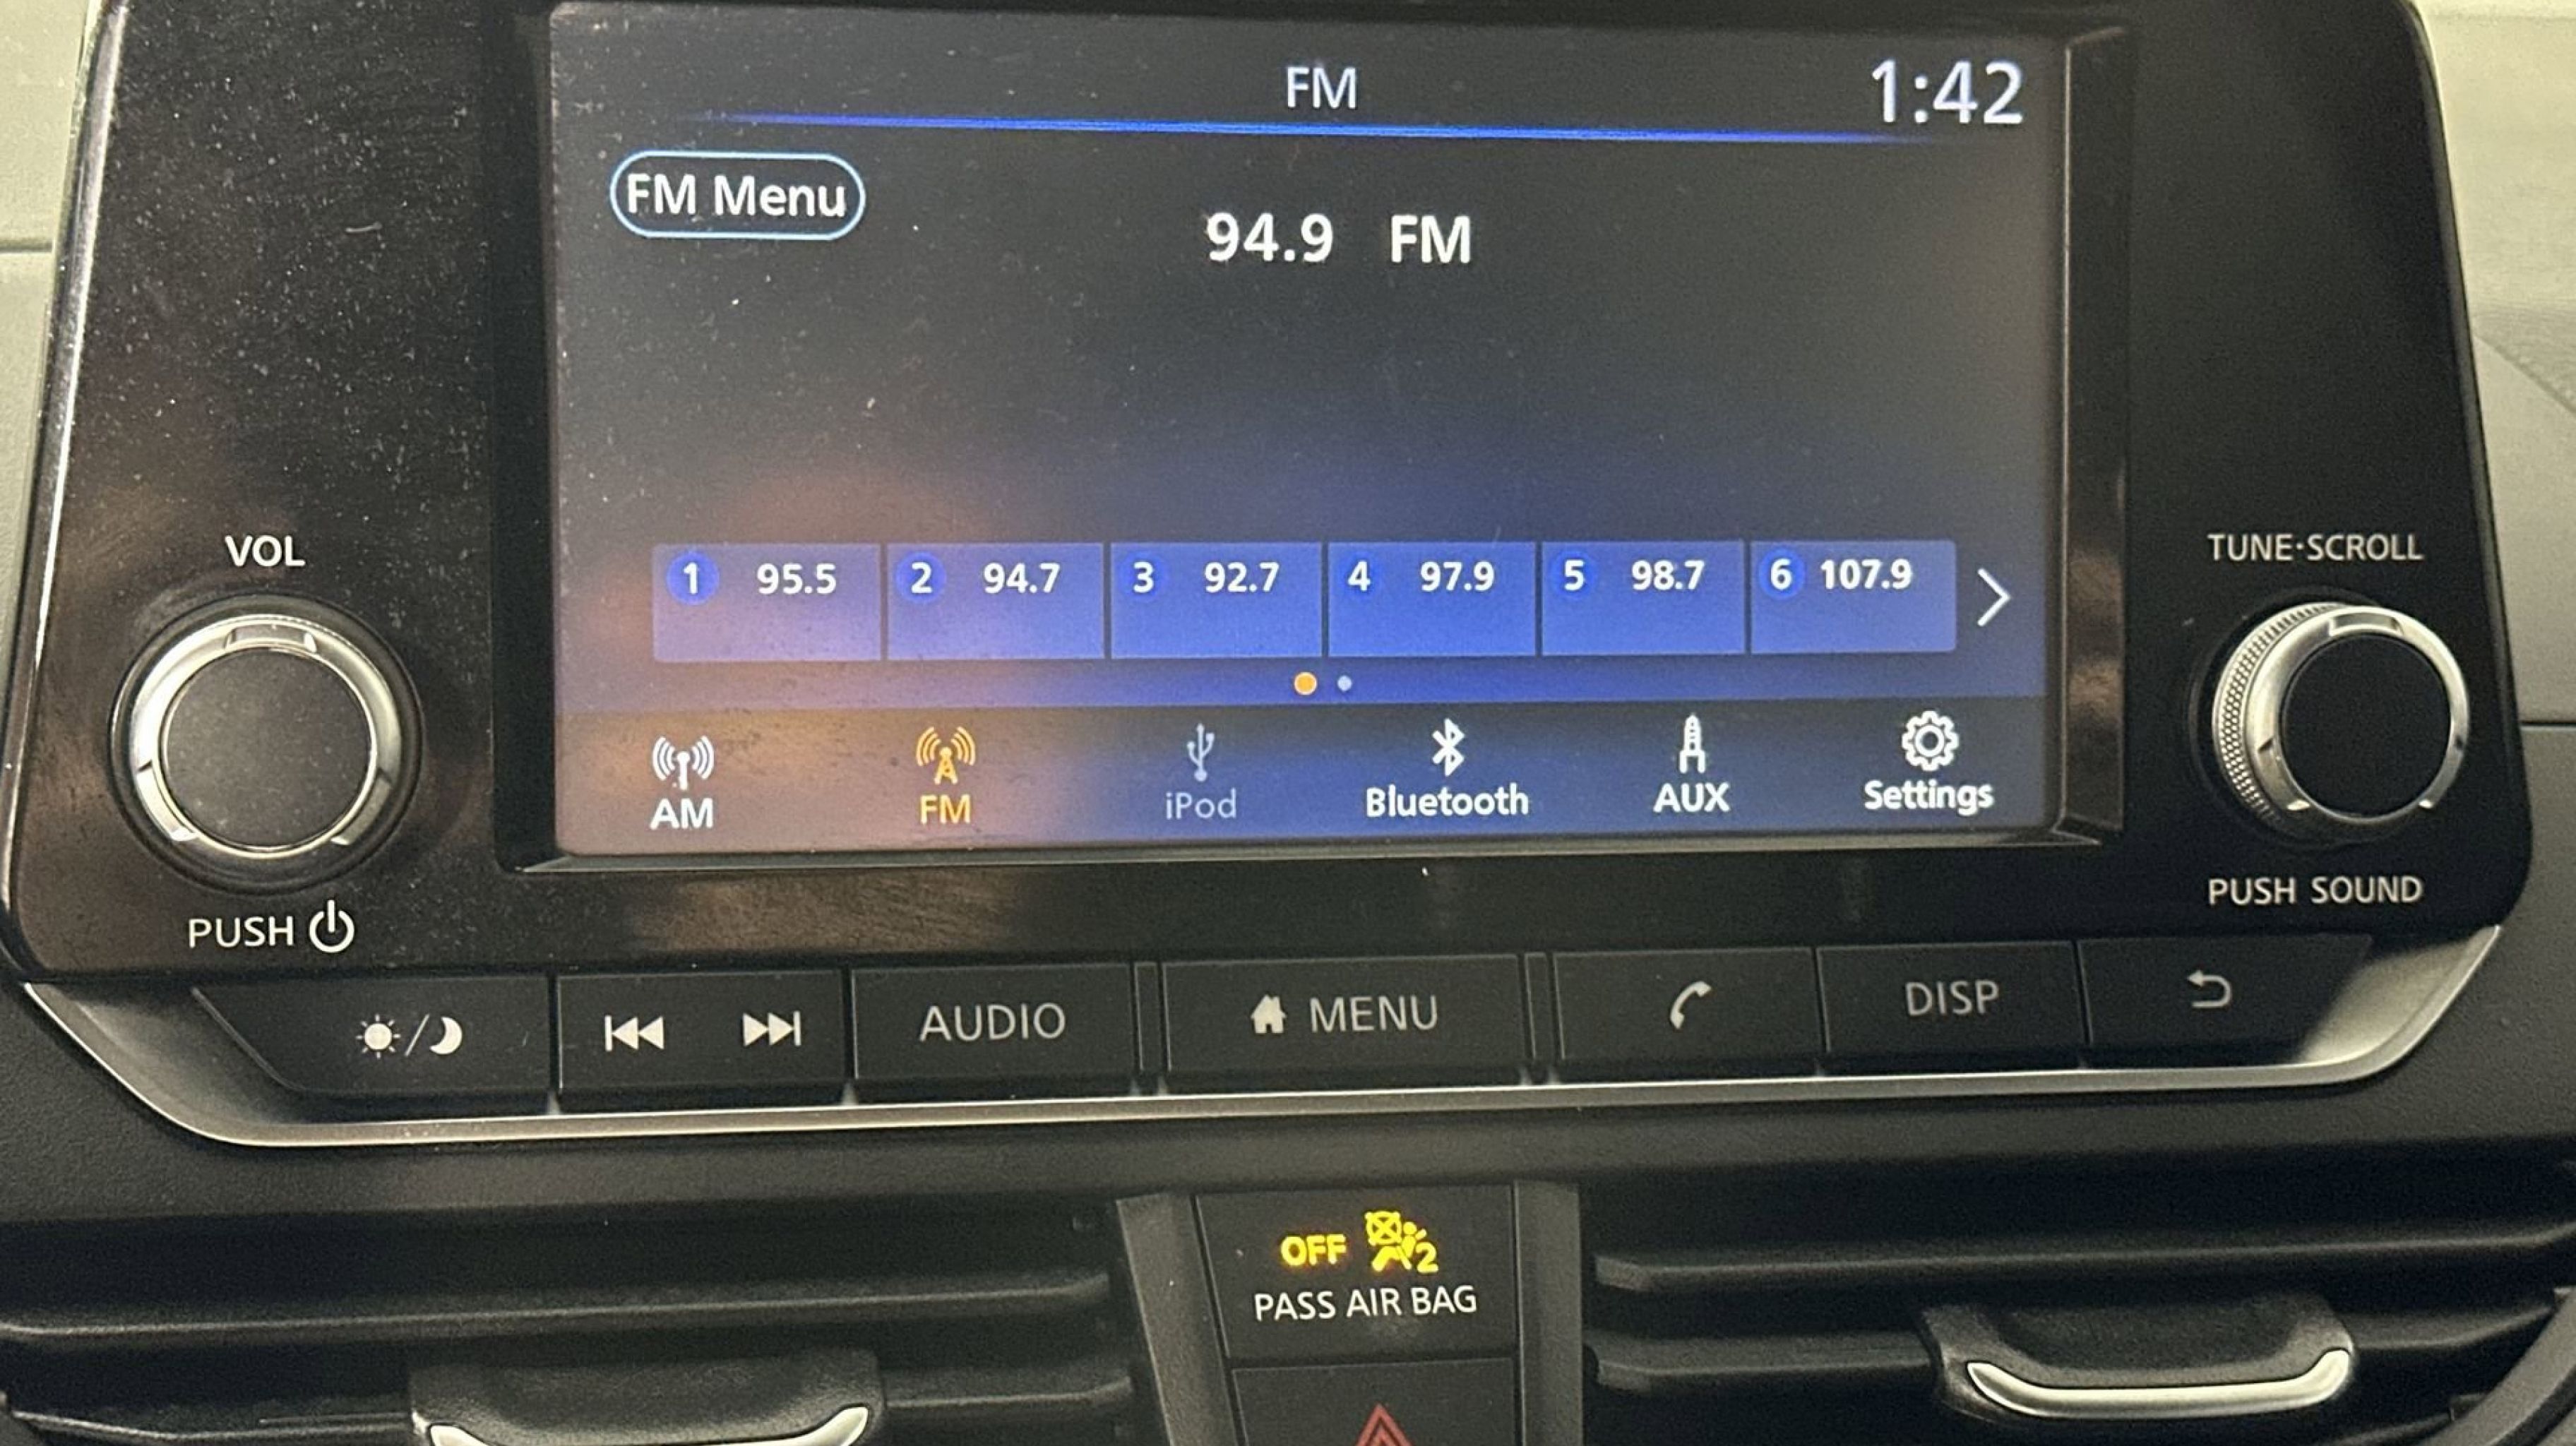 FM 1:42
FM Menu
94.9 FM
1 95.5 2 94.7 3 92.7 4 97.9 5 98.7 6 107.9
AM FM iPod Bluetooth AUX Settings
VOL
PUSH
TUNE·SCROLL
PUSH SOUND
AUDIO MENU DISP
OFF 2
PASS AIR BAG